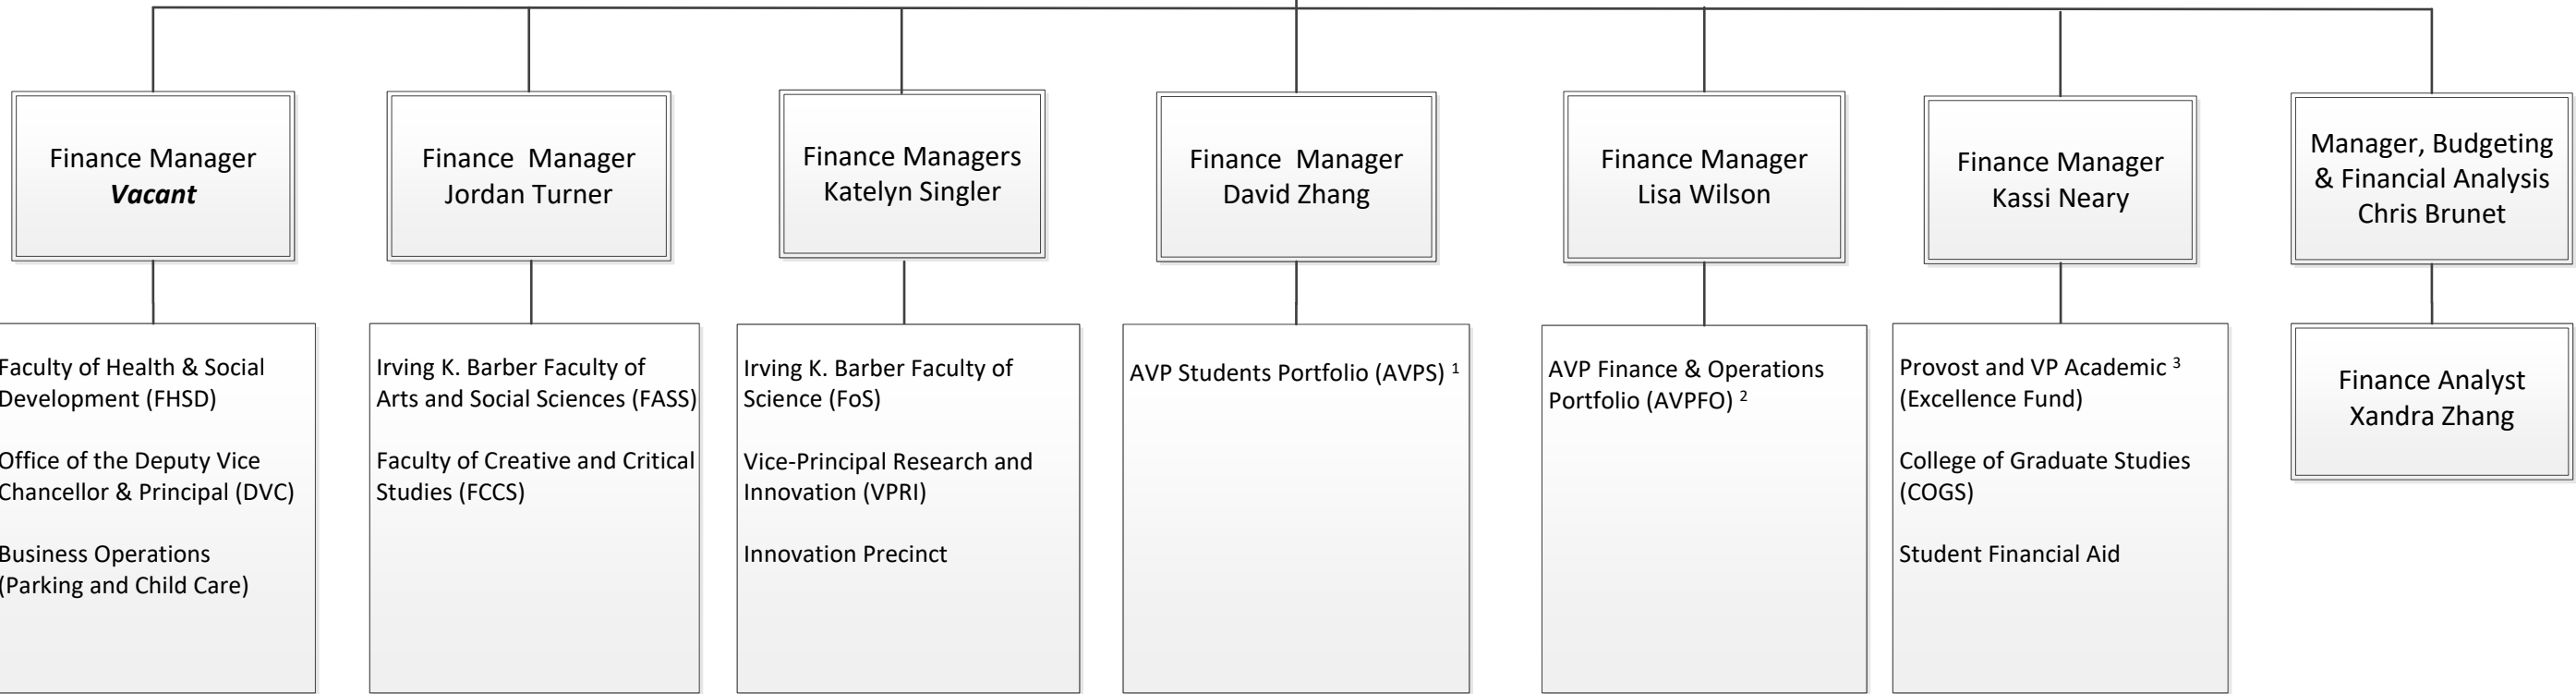 Finance Manager
Vacant
Finance  Manager
Jordan Turner
Finance Managers
Katelyn Singler
Finance  Manager
David Zhang
Finance Manager
Lisa Wilson
Finance Manager
Kassi Neary
Manager, Budgeting
& Financial Analysis
Chris Brunet
Faculty of Health & Social
Development (FHSD)
Office of the Deputy Vice
Chancellor & Principal (DVC)
Business Operations
(Parking and Child Care)
Irving K. Barber Faculty of
Arts and Social Sciences (FASS)
Faculty of Creative and Critical
Studies (FCCS)
Irving K. Barber Faculty of
Science (FoS)
Vice-Principal Research and
Innovation (VPRI)
Innovation Precinct
AVP Students Portfolio (AVPS) ¹
AVP Finance & Operations
Portfolio (AVPFO) ²
Provost and VP Academic ³
(Excellence Fund)
College of Graduate Studies
(COGS)
Student Financial Aid
Finance Analyst
Xandra Zhang